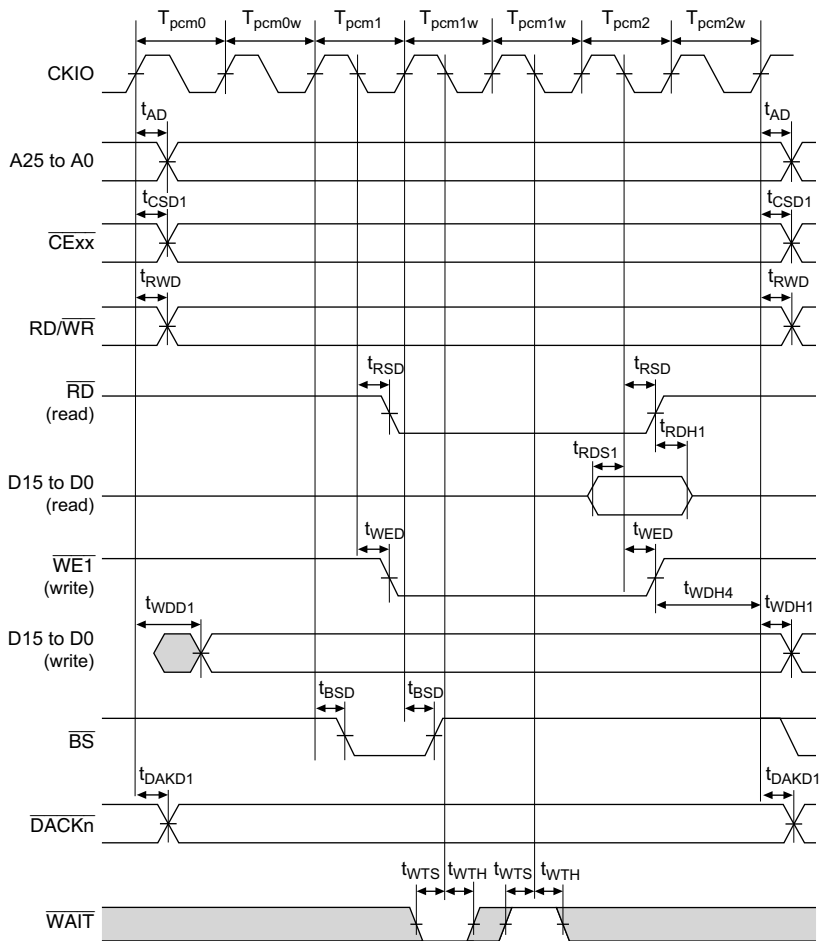 Tpcm0 Tpcm0w Tpcm1 Tpcm1w Tpcm1w Tpcm2 Tpcm2w
CKIO
tAD tAD
A25 to A0
tCSD1 tCSD1
CExx
tRWD tRWD
RD/WR
tRSD tRSD
RD
(read)
tRDH1
tRDS1
D15 to D0
(read)
tWED tWED
WE1
(write)
tWDH4
tWDD1 tWDH1
D15 to D0
(write)
tBSD tBSD
BS
tDAKD1 tDAKD1
DACKn
tWTS tWTH tWTS tWTH
WAIT